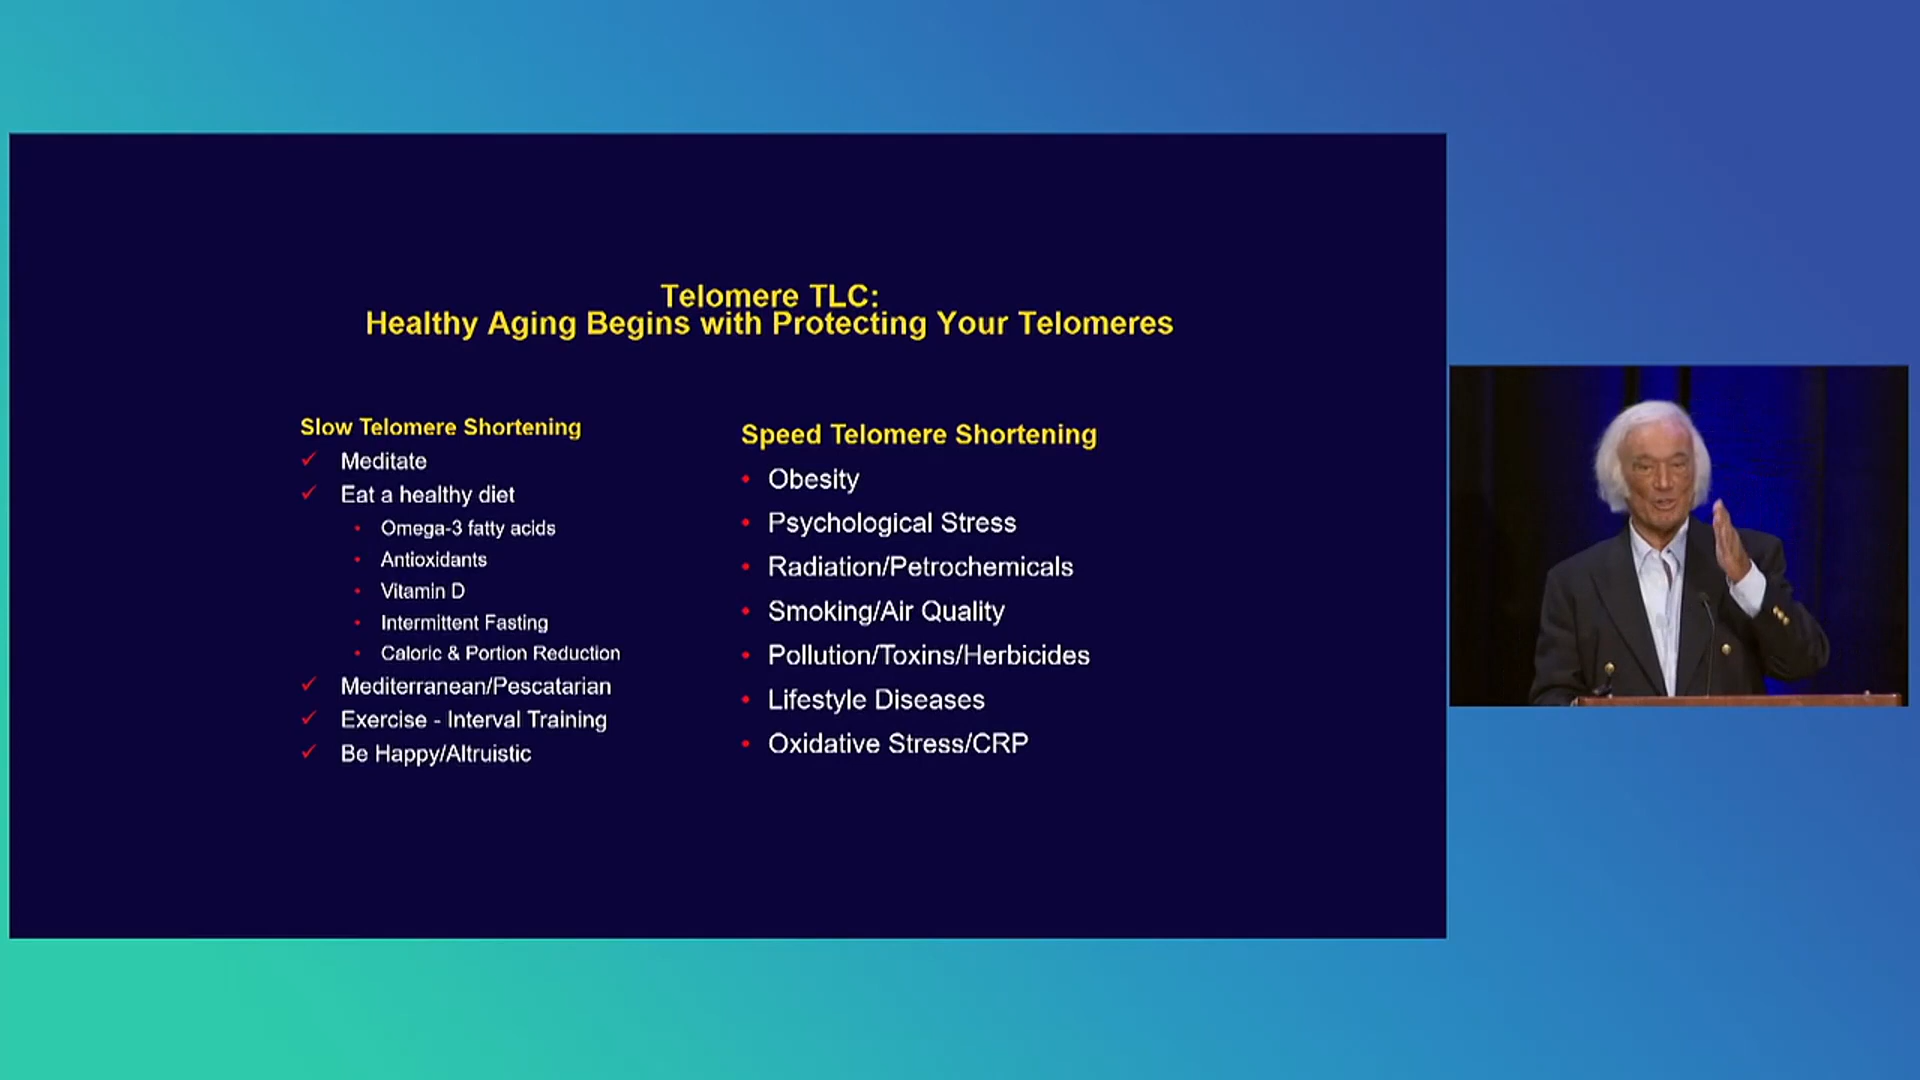 Telomere TLC:
Healthy Aging Begins with Protecting Your Telomeres
Slow Telomere Shortening
Meditate
Eat a healthy diet
Omega-3 fatty acids
Antioxidants
Vitamin D
Intermittent Fasting
Caloric & Portion Reduction
Mediterranean/Pescatarian
Exercise - Interval Training
Be Happy/Altruistic
Speed Telomere Shortening
Obesity
Psychological Stress
Radiation/Petrochemicals
Smoking/Air Quality
Pollution/Toxins/Herbicides
Lifestyle Diseases
Oxidative Stress/CRP